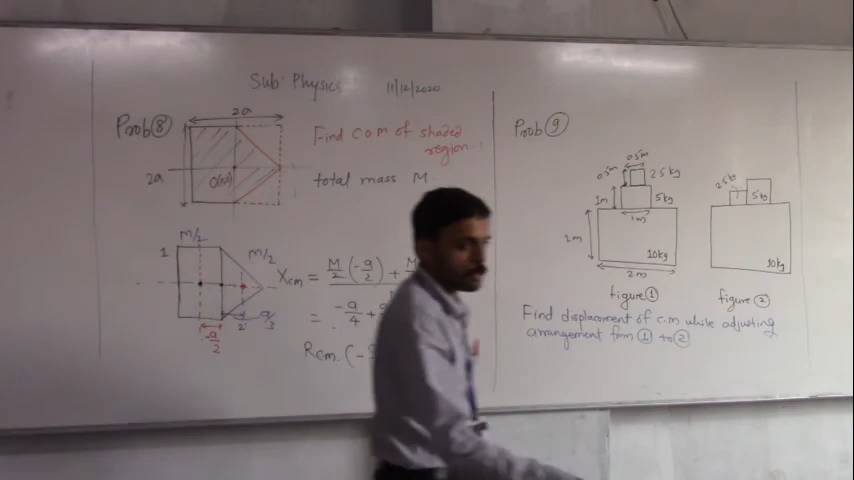 Sub: Physics 11/12/2020
Prob 8
2a
2a
O(0,0)
Find C.O.M of shaded
region.
total mass M.
M/2
M/2
1
2
a/3
-a/2
Xcm = M/2 (-a/2) + M
= -a/4 +
Rcm. (-
Prob 9
0.5m
0.5m
2.5kg
1m
5kg
1m
2m
10kg
2m
figure 1
2.5kg
5kg
10kg
figure 2
Find displacement of c.m while adjusting
arrangement from 1 to 2